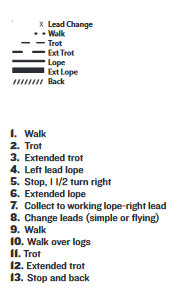 X Lead Change
Walk
Trot
Ext Trot
Lope
Ext Lope
Back
1. Walk
2. Trot
3. Extended trot
4. Left lead lope
5. Stop, 1 1/2 turn right
6. Extended lope
7. Collect to working lope-right lead
8. Change leads (simple or flying)
9. Walk
10. Walk over logs
11. Trot
12. Extended trot
13. Stop and back